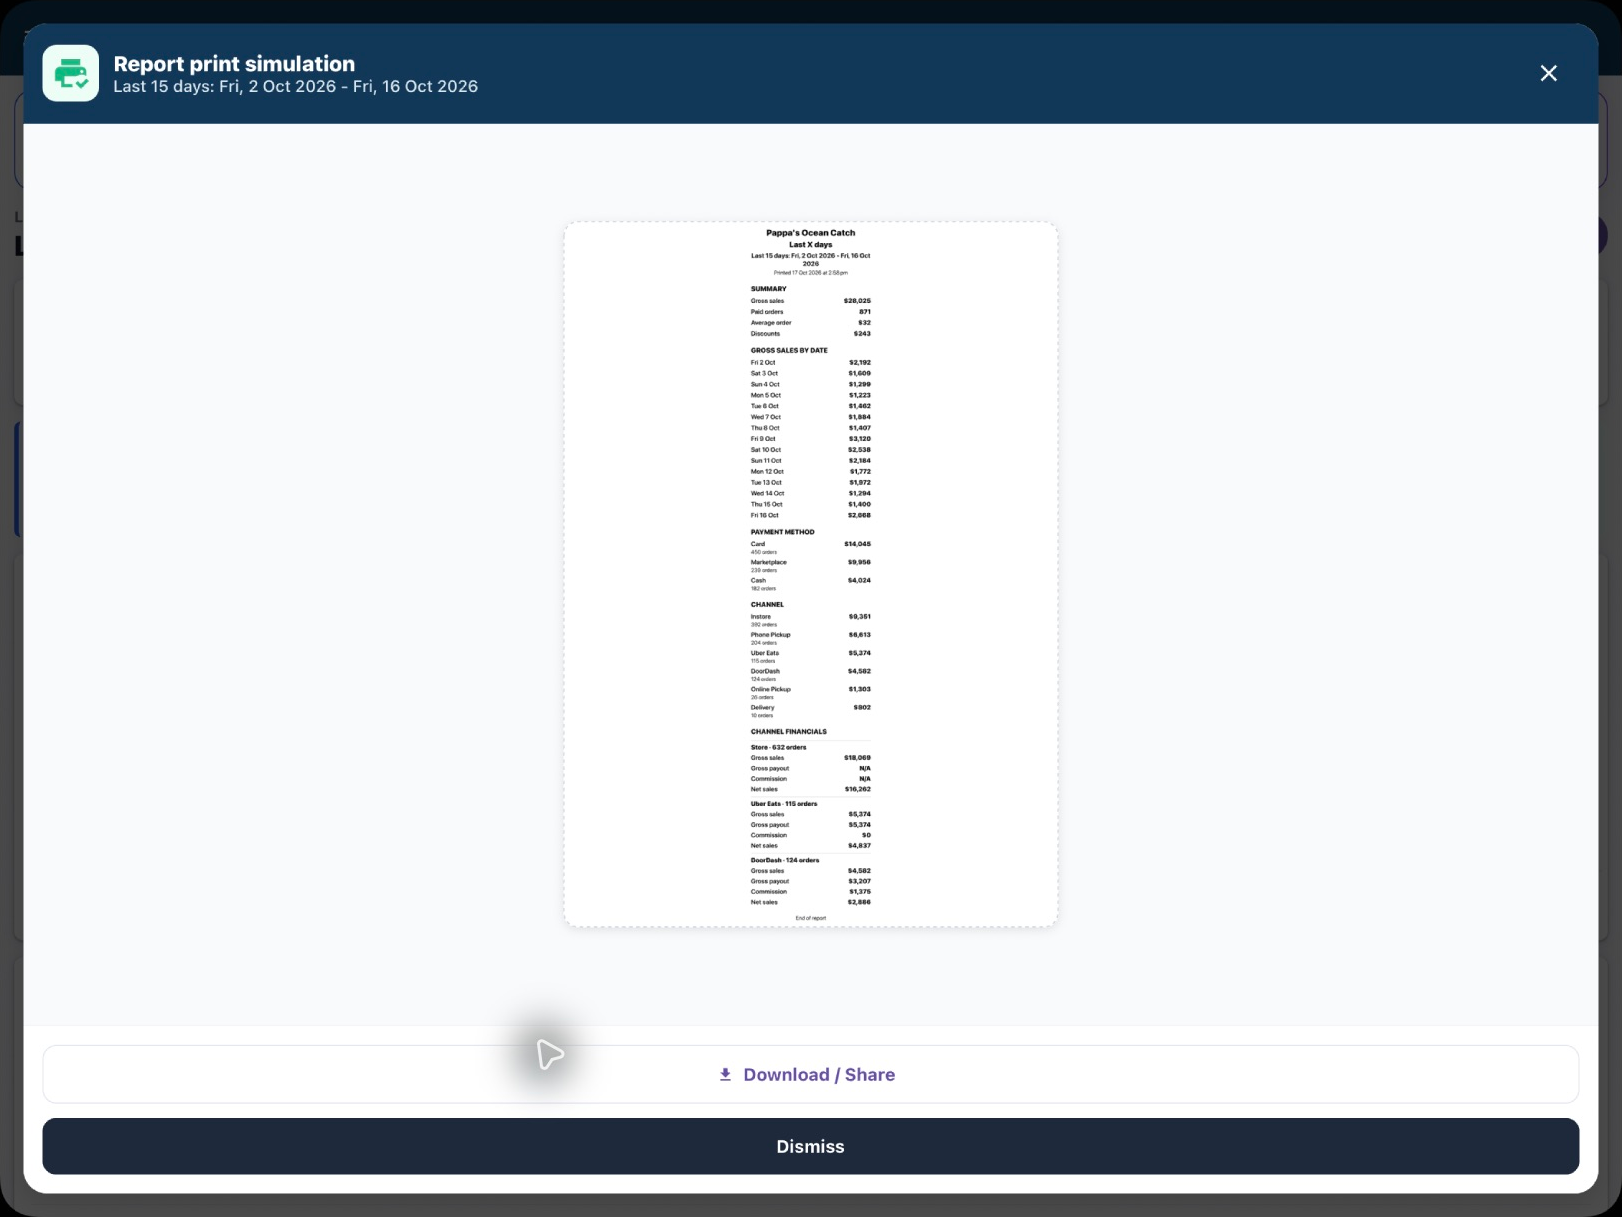 Report print simulation
Last 15 days: Fri, 2 Oct 2026 - Fri, 16 Oct 2026
Pappa's Ocean Catch
Last X days
Last 15 days: Fri, 2 Oct 2026 - Fri, 16 Oct
2026
Printed 17 Oct 2026 at 2:58pm
SUMMARY
Gross sales $28,025
Paid orders 871
Average order $32
Discounts $243
GROSS SALES BY DATE
Fri 2 Oct $2,192
Sat 3 Oct $1,609
Sun 4 Oct $1,299
Mon 5 Oct $1,223
Tue 6 Oct $1,462
Wed 7 Oct $1,884
Thu 8 Oct $1,407
Fri 9 Oct $3,120
Sat 10 Oct $2,538
Sun 11 Oct $2,184
Mon 12 Oct $1,772
Tue 13 Oct $1,972
Wed 14 Oct $1,294
Thu 15 Oct $1,400
Fri 16 Oct $2,668
PAYMENT METHOD
Card $14,045
450 orders
Marketplace $9,956
239 orders
Cash $4,024
182 orders
CHANNEL
Instore $9,351
392 orders
Phone Pickup $6,613
204 orders
Uber Eats $5,374
115 orders
DoorDash $4,582
124 orders
Online Pickup $1,303
26 orders
Delivery $802
10 orders
CHANNEL FINANCIALS
Store · 632 orders
Gross sales $18,069
Gross payout N/A
Commission N/A
Net sales $16,262
Uber Eats · 115 orders
Gross sales $5,374
Gross payout $5,374
Commission $0
Net sales $4,837
DoorDash · 124 orders
Gross sales $4,582
Gross payout $3,207
Commission $1,375
Net sales $2,886
End of report
Download / Share
Dismiss